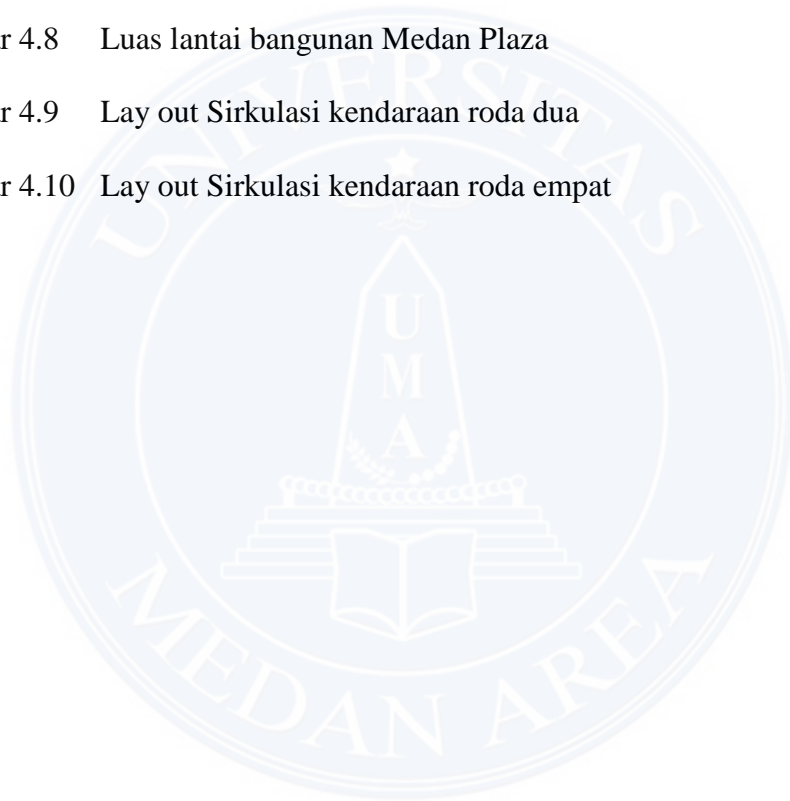 r 4.8 Luas lantai bangunan Medan Plaza
r 4.9 Lay out Sirkulasi kendaraan roda dua
r 4.10 Lay out Sirkulasi kendaraan roda empat
UNIVERSITAS
UMA
MEDAN AREA